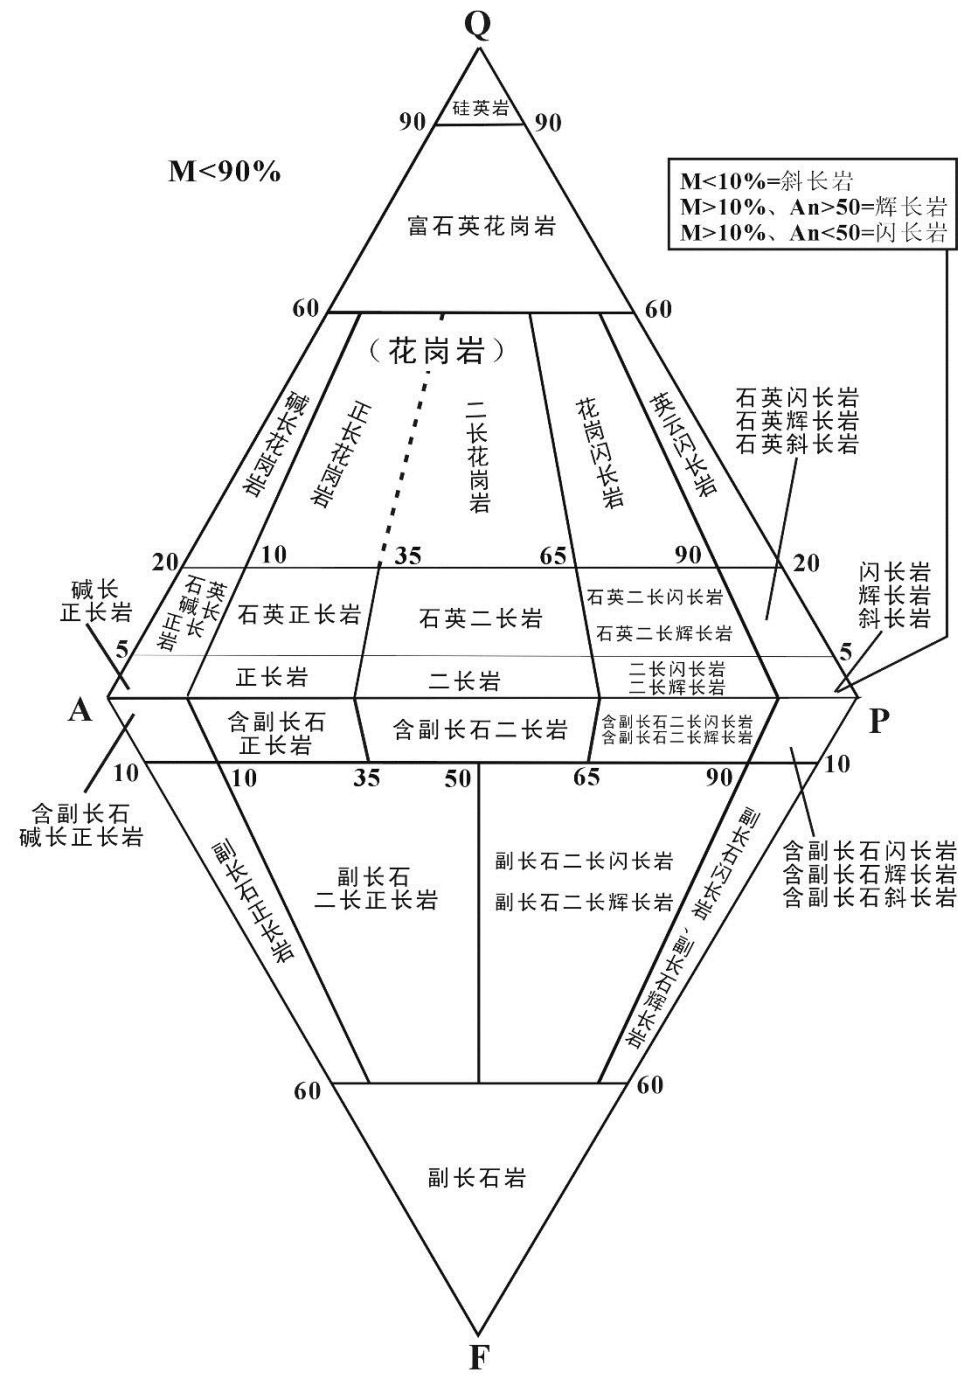 Q
硅英岩
90
90
M<90%
M<10%=斜长岩
M>10%、An>50=辉长岩
M>10%、An<50=闪长岩
富石英花岗岩
60
60
（花岗岩）
碱长花岗岩
正长花岗岩
二长花岗岩
花岗闪长岩
英云闪长岩
石英闪长岩
石英辉长岩
石英斜长岩
20
10
35
65
90
20
碱长
正长岩
石英
碱长
正岩
石英正长岩
石英二长岩
石英二长闪长岩
石英二长辉长岩
闪长岩
辉长岩
斜长岩
5
5
正长岩
二长岩
二长闪长岩
二长辉长岩
A
P
含副长石
正长岩
含副长石二长岩
含副长石二长闪长岩
含副长石二长辉长岩
10
10
35
50
65
90
10
含副长石
碱长正长岩
副长石正长岩
副长石
二长正长岩
副长石二长闪长岩
副长石二长辉长岩
副长石闪长岩、副长石辉长岩
含副长石闪长岩
含副长石辉长岩
含副长石斜长岩
60
60
副长石岩
F